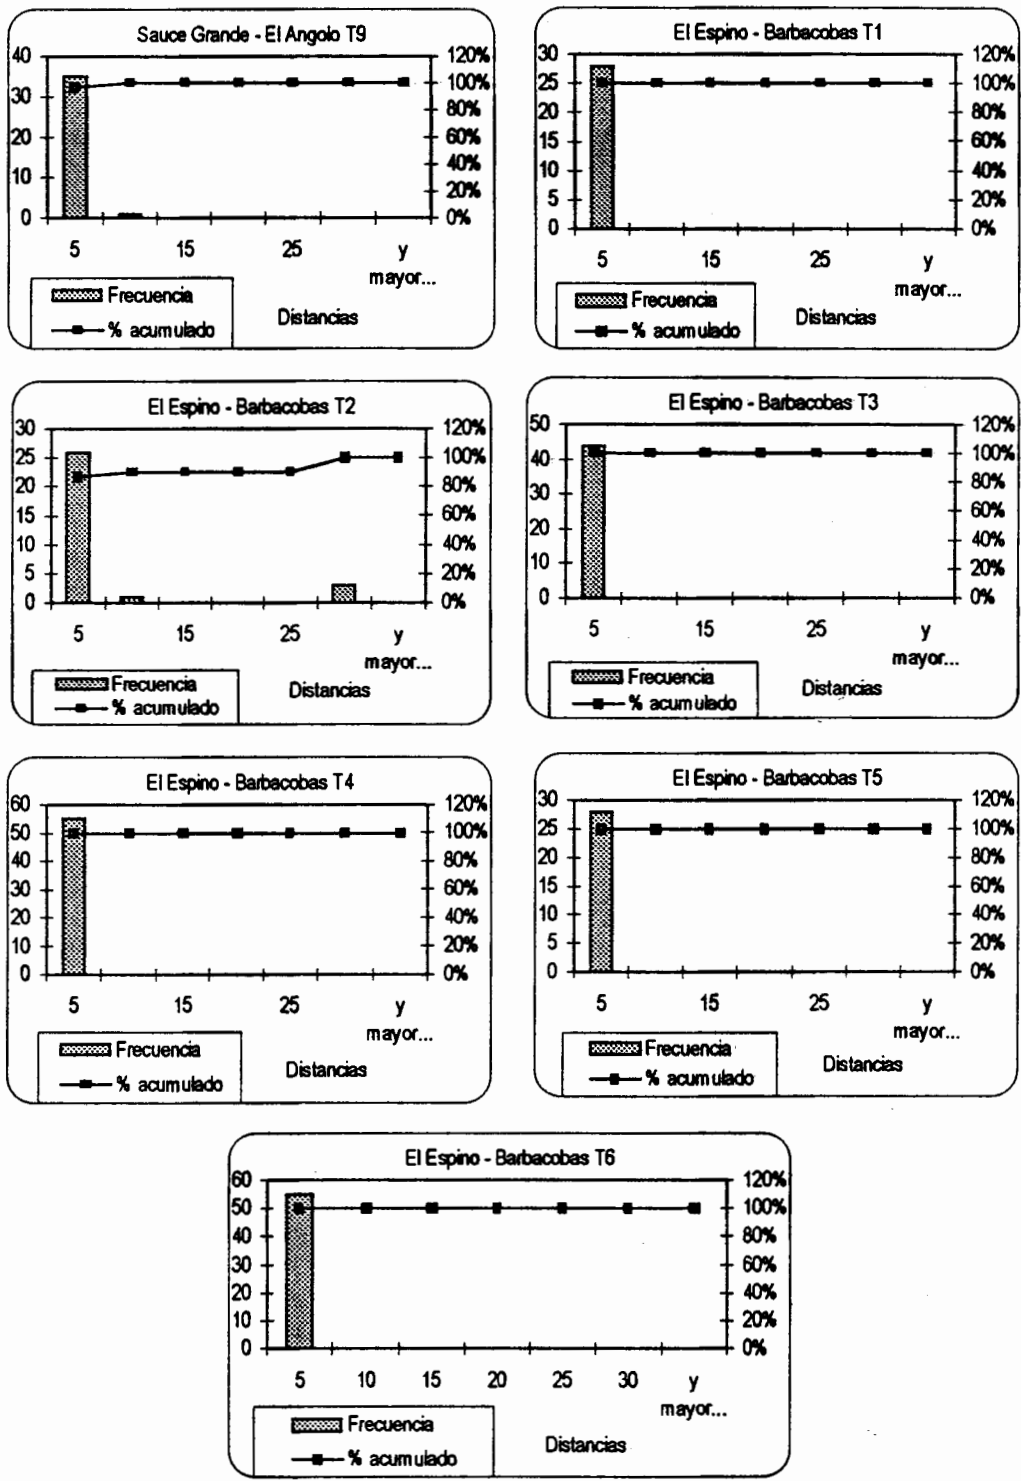 Sauce Grande - El Angolo T9
40
30
20
10
0
120%
100%
80%
60%
40%
20%
0%
5 15 25 y
mayor...
Frecuencia
% acumulado
Distancias
El Espino - Barbacobas T1
30
25
20
15
10
5
0
120%
100%
80%
60%
40%
20%
0%
5 15 25 y
mayor...
Frecuencia
% acumulado
Distancias
El Espino - Barbacobas T2
30
25
20
15
10
5
0
120%
100%
80%
60%
40%
20%
0%
5 15 25 y
mayor...
Frecuencia
% acumulado
Distancias
El Espino - Barbacobas T3
50
40
30
20
10
0
120%
100%
80%
60%
40%
20%
0%
5 15 25 y
mayor...
Frecuencia
% acumulado
Distancias
El Espino - Barbacobas T4
60
50
40
30
20
10
0
120%
100%
80%
60%
40%
20%
0%
5 15 25 y
mayor...
Frecuencia
% acumulado
Distancias
El Espino - Barbacobas T5
30
25
20
15
10
5
0
120%
100%
80%
60%
40%
20%
0%
5 15 25 y
mayor...
Frecuencia
% acumulado
Distancias
El Espino - Barbacobas T6
60
50
40
30
20
10
0
120%
100%
80%
60%
40%
20%
0%
5 10 15 20 25 30 y
mayor...
Frecuencia
% acumulado
Distancias